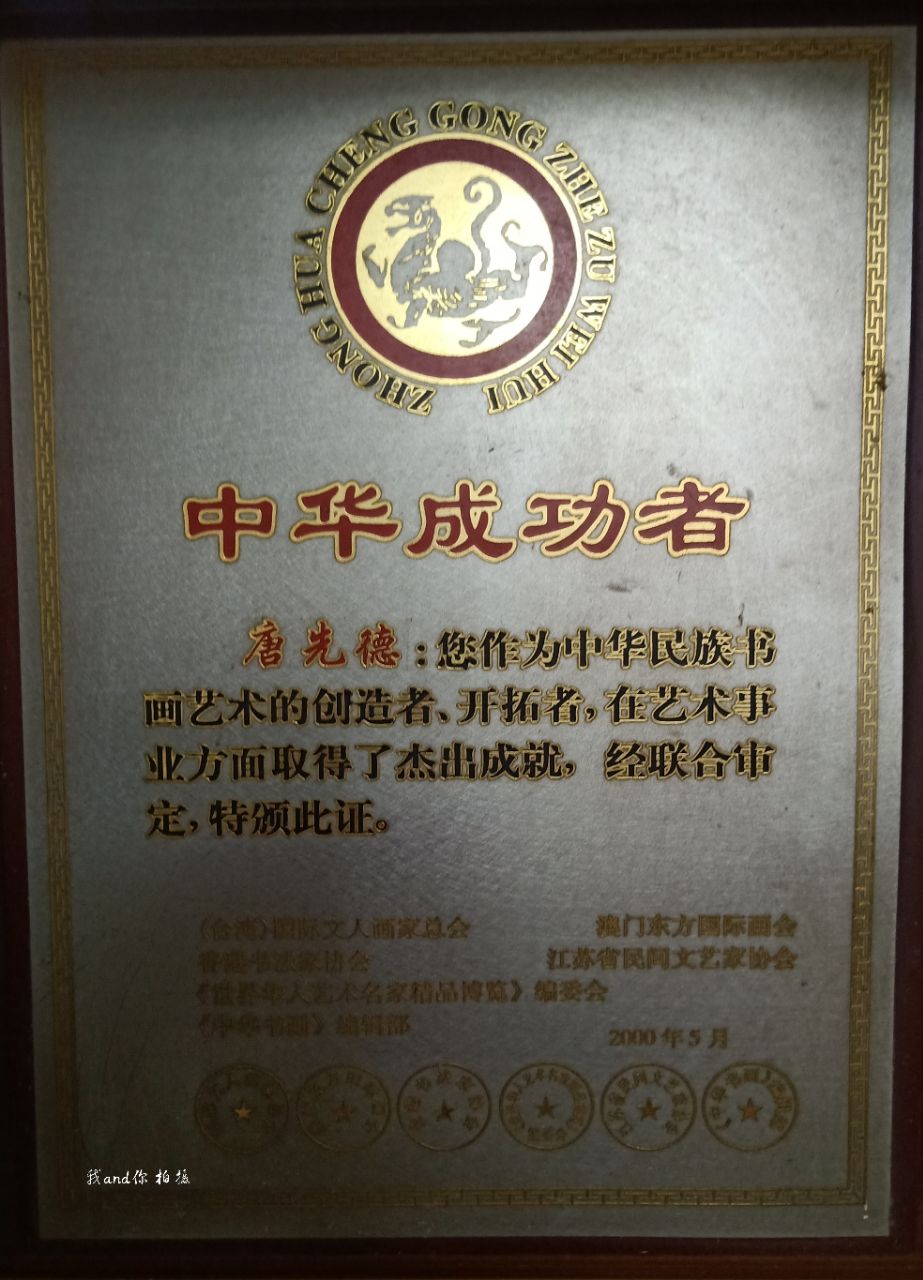 ZHONG HUA CHENG GONG ZHE ZU WEI HUI
中华成功者
唐先德:您作为中华民族书
画艺术的创造者、开拓者,在艺术事
业方面取得了杰出成就,经联合审
定,特颁此证。
(台湾)国际文人画家总会 澳门东方国际画会
香港书法家协会 江苏省民间文艺家协会
《世界华人艺术名家精品博览》编委会
《中华书画》编辑部
2000年5月
我and你 拍摄